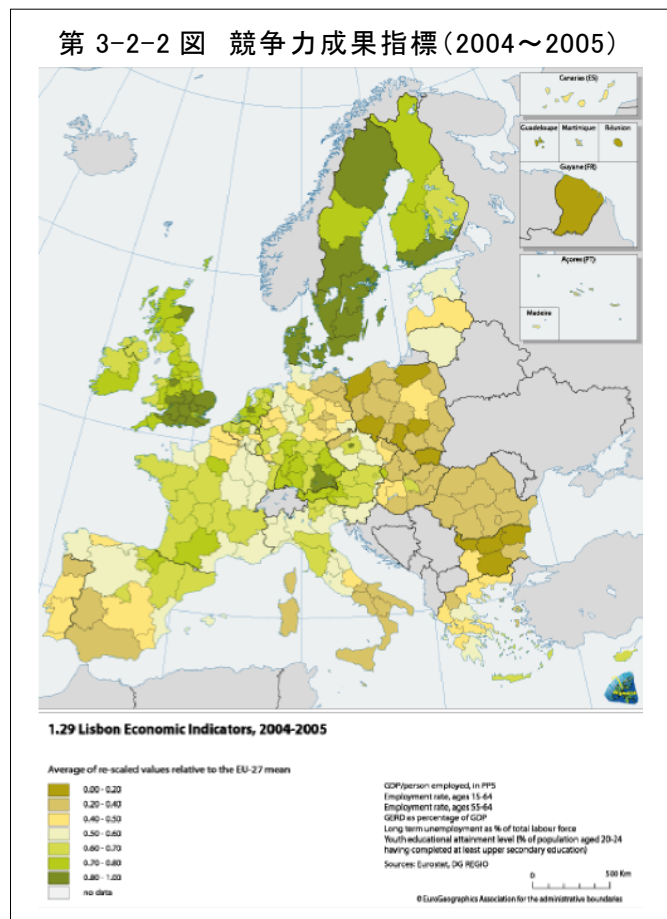 第 3-2-2 図 競争力成果指標(2004～2005)
Canarias (ES)
Guadeloupe Martinique Réunion
Guyane (FR)
Açores (PT)
Madeira
1.29 Lisbon Economic Indicators, 2004-2005
Average of re-scaled values relative to the EU-27 mean
0.00 - 0.20
0.20 - 0.40
0.40 - 0.50
0.50 - 0.60
0.60 - 0.70
0.70 - 0.80
0.80 - 1.00
no data
GDP/person employed, in PPS
Employment rate, ages 15-64
Employment rate, ages 55-64
GERD as percentage of GDP
Long term unemployment as % of total labour force
Youth educational attainment level (% of population aged 20-24
having completed at least upper secondary education)
Sources: Eurostat, DG REGIO
0 500 Km
© EuroGeographics Association for the administrative boundaries